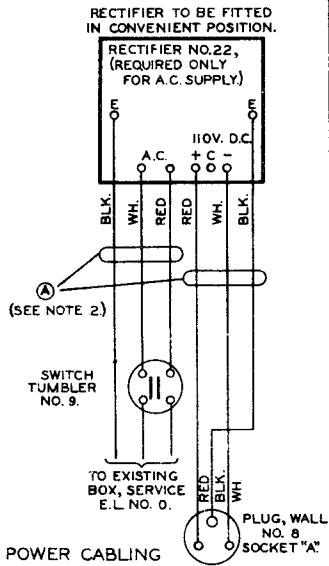 RECTIFIER TO BE FITTED
IN CONVENIENT POSITION.
RECTIFIER NO.22,
(REQUIRED ONLY
FOR A.C. SUPPLY.)
E
E
110V. D.C.
A.C.
+ C -
BLK.
WH.
RED
RED
WH.
BLK.
A
(SEE NOTE 2.)
SWITCH
TUMBLER
NO. 9.
TO EXISTING
BOX, SERVICE
E.L. NO. 0.
RED
BLK.
WH
PLUG, WALL
NO. 8
SOCKET "A".
POWER CABLING